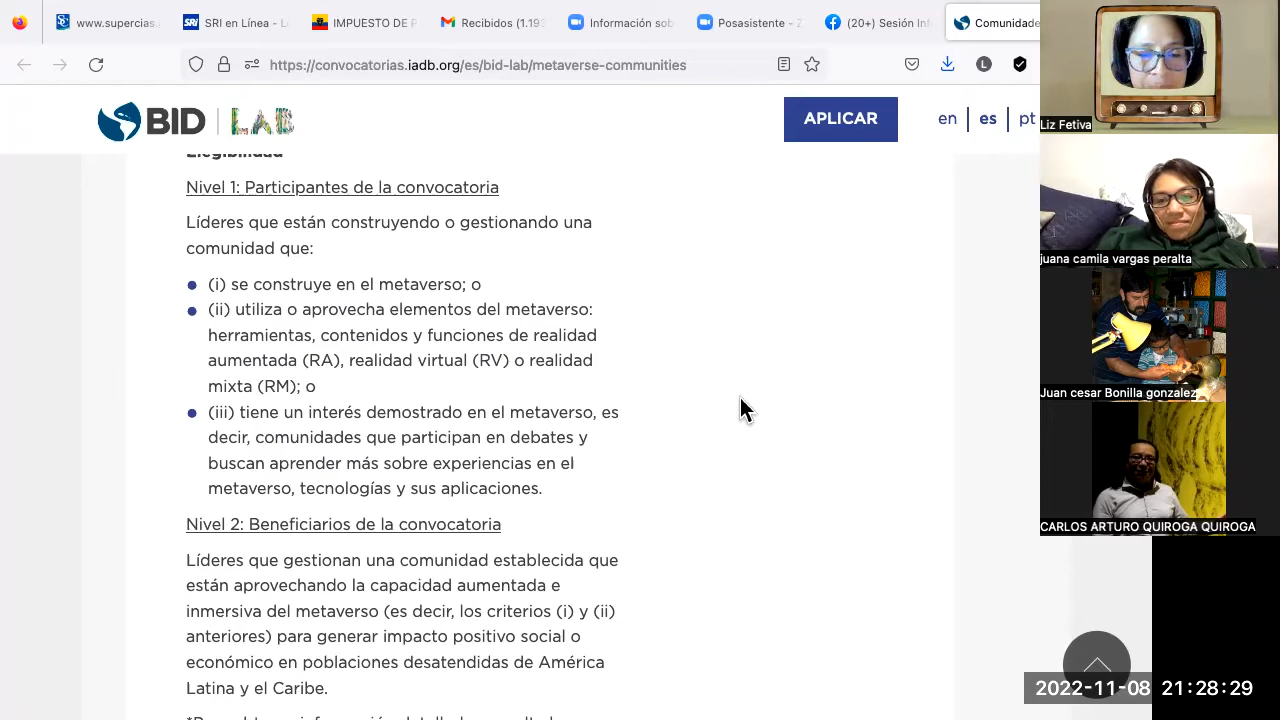 www.supercias
SRI en Línea - L
IMPUESTO DE P
Recibidos (1.193
Información sob
Posasistente - Z
(20+) Sesión Inf
Comunidade
https://convocatorias.iadb.org/es/bid-lab/metaverse-communities
L
BID | LAB
APLICAR
en | es | pt
Elegibilidad
Nivel 1: Participantes de la convocatoria
Líderes que están construyendo o gestionando una
comunidad que:
(i) se construye en el metaverso; o
(ii) utiliza o aprovecha elementos del metaverso:
herramientas, contenidos y funciones de realidad
aumentada (RA), realidad virtual (RV) o realidad
mixta (RM); o
(iii) tiene un interés demostrado en el metaverso, es
decir, comunidades que participan en debates y
buscan aprender más sobre experiencias en el
metaverso, tecnologías y sus aplicaciones.
Nivel 2: Beneficiarios de la convocatoria
Líderes que gestionan una comunidad establecida que
están aprovechando la capacidad aumentada e
inmersiva del metaverso (es decir, los criterios (i) y (ii)
anteriores) para generar impacto positivo social o
económico en poblaciones desatendidas de América
Latina y el Caribe.
Liz Fetiva
juana camila vargas peralta
Juan cesar Bonilla gonzalez
CARLOS ARTURO QUIROGA QUIROGA
2022-11-08 21:28:29